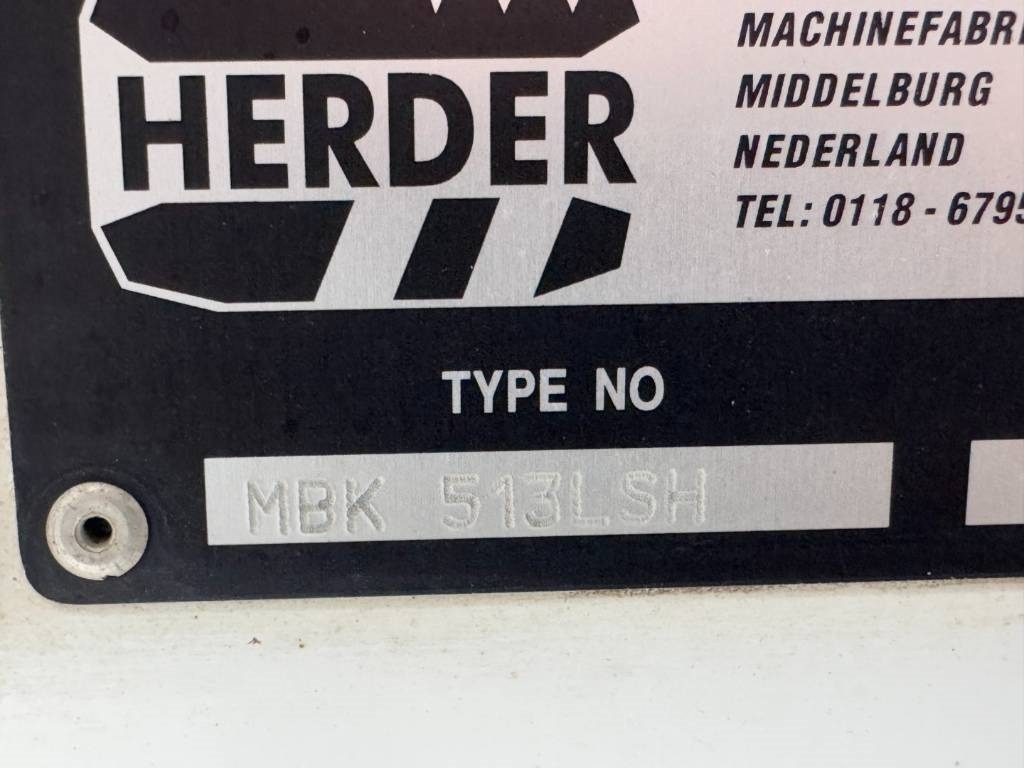 HERDER
MACHINEFABRI
MIDDELBURG
NEDERLAND
TEL: 0118 - 6795
TYPE NO
MBK 513LSH